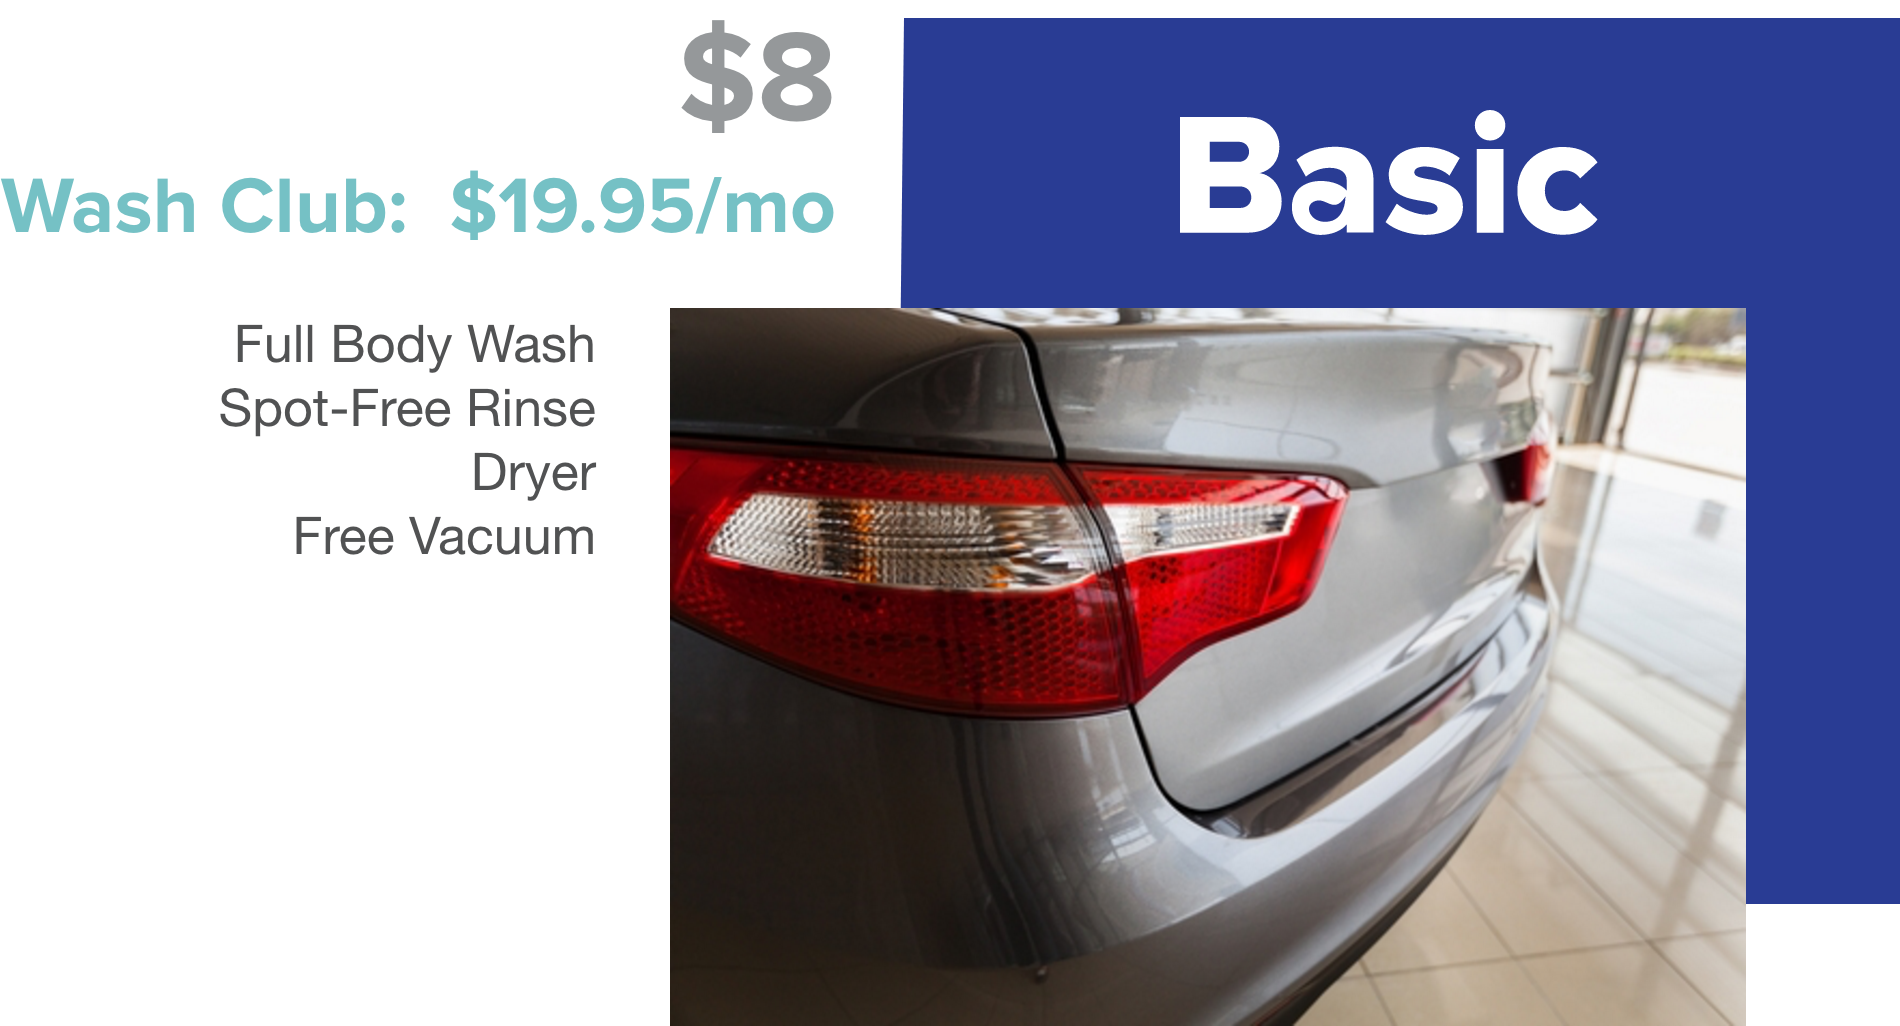 $8
Basic
Wash Club: $19.95/mo
Full Body Wash
Spot-Free Rinse
Dryer
Free Vacuum